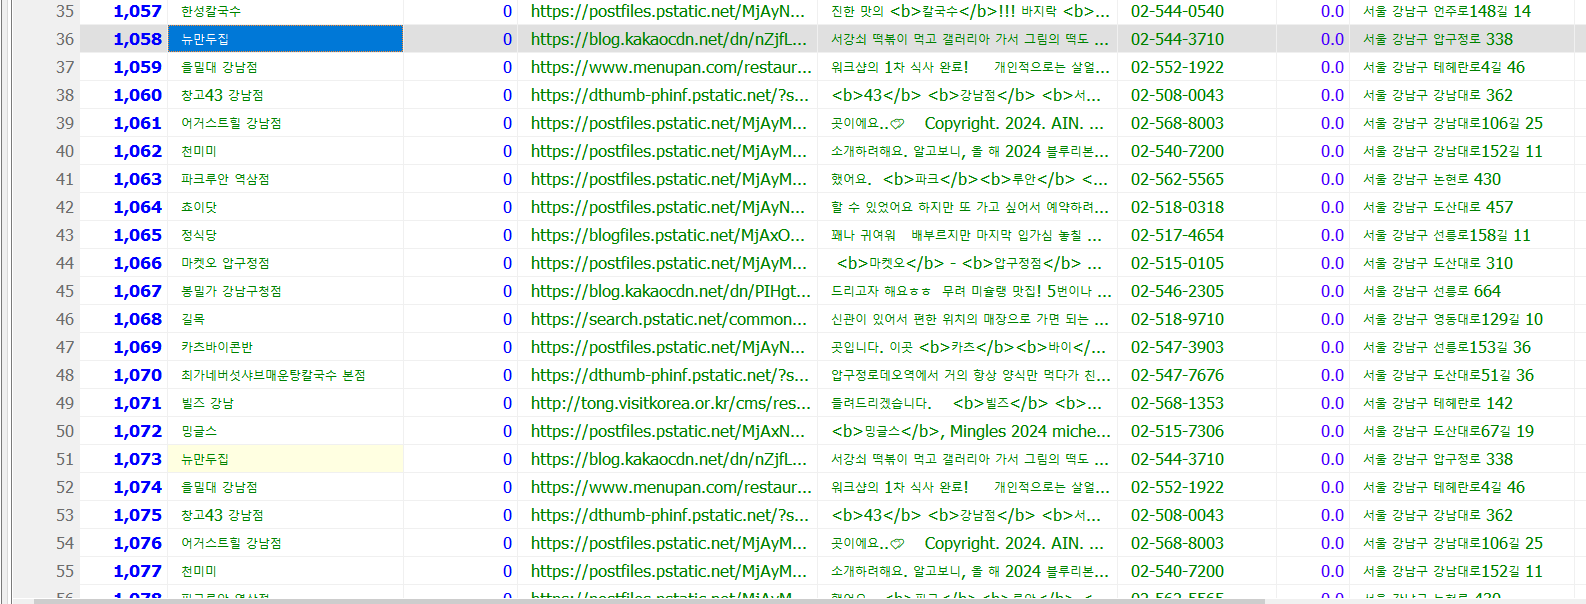 35 1,057 한성칼국수 0 https://postfiles.pstatic.net/MjAyN... 진한 맛의 <b>칼국수</b>!!! 바지락 <b>... 02-544-0540 0.0 서울 강남구 언주로148길 14
36 1,058 뉴만두집 0 https://blog.kakaocdn.net/dn/nZjfL... 서강쇠 떡볶이 먹고 갤러리아 가서 그림의 떡도 ... 02-544-3710 0.0 서울 강남구 압구정로 338
37 1,059 을밀대 강남점 0 https://www.menupan.com/restaur... 워크샵의 1차 식사 완료! 개인적으로는 살얼... 02-552-1922 0.0 서울 강남구 테헤란로4길 46
38 1,060 창고43 강남점 0 https://dthumb-phinf.pstatic.net/?s... <b>43</b> <b>강남점</b> <b>서... 02-508-0043 0.0 서울 강남구 강남대로 362
39 1,061 어거스트힐 강남점 0 https://postfiles.pstatic.net/MjAyM... 곳이에요..♡ Copyright. 2024. AIN. ... 02-568-8003 0.0 서울 강남구 강남대로106길 25
40 1,062 천미미 0 https://postfiles.pstatic.net/MjAyM... 소개하려해요. 알고보니, 올 해 2024 블루리본... 02-540-7200 0.0 서울 강남구 강남대로152길 11
41 1,063 파크루안 역삼점 0 https://postfiles.pstatic.net/MjAyM... 했어요. <b>파크</b><b>루안</b> <... 02-562-5565 0.0 서울 강남구 논현로 430
42 1,064 쵸이닷 0 https://postfiles.pstatic.net/MjAyN... 할 수 있었어요 하지만 또 가고 싶어서 예약하려... 02-518-0318 0.0 서울 강남구 도산대로 457
43 1,065 정식당 0 https://blogfiles.pstatic.net/MjAxO... 꽤나 귀여워 배부르지만 마지막 입가심 놓칠 ... 02-517-4654 0.0 서울 강남구 선릉로158길 11
44 1,066 마켓오 압구정점 0 https://postfiles.pstatic.net/MjAyM... <b>마켓오</b> - <b>압구정점</b> ... 02-515-0105 0.0 서울 강남구 도산대로 310
45 1,067 봉밀가 강남구청점 0 https://blog.kakaocdn.net/dn/PIHgt... 드리고자 해요ㅎㅎ 무려 미슐랭 맛집! 5번이나 ... 02-546-2305 0.0 서울 강남구 선릉로 664
46 1,068 길목 0 https://search.pstatic.net/common... 신관이 있어서 편한 위치의 매장으로 가면 되는 ... 02-518-9710 0.0 서울 강남구 영동대로129길 10
47 1,069 카츠바이콘반 0 https://postfiles.pstatic.net/MjAyN... 곳입니다. 이곳 <b>카츠</b><b>바이</... 02-547-3903 0.0 서울 강남구 선릉로153길 36
48 1,070 최가네버섯샤브매운탕칼국수 본점 0 https://dthumb-phinf.pstatic.net/?s... 압구정로데오역에서 거의 항상 양식만 먹다가 친... 02-547-7676 0.0 서울 강남구 도산대로51길 36
49 1,071 빌즈 강남 0 http://tong.visitkorea.or.kr/cms/res... 들려드리겠습니다. <b>빌즈</b> <b>... 02-568-1353 0.0 서울 강남구 테헤란로 142
50 1,072 밍글스 0 https://postfiles.pstatic.net/MjAxN... <b>밍글스</b>, Mingles 2024 miche... 02-515-7306 0.0 서울 강남구 도산대로67길 19
51 1,073 뉴만두집 0 https://blog.kakaocdn.net/dn/nZjfL... 서강쇠 떡볶이 먹고 갤러리아 가서 그림의 떡도 ... 02-544-3710 0.0 서울 강남구 압구정로 338
52 1,074 을밀대 강남점 0 https://www.menupan.com/restaur... 워크샵의 1차 식사 완료! 개인적으로는 살얼... 02-552-1922 0.0 서울 강남구 테헤란로4길 46
53 1,075 창고43 강남점 0 https://dthumb-phinf.pstatic.net/?s... <b>43</b> <b>강남점</b> <b>서... 02-508-0043 0.0 서울 강남구 강남대로 362
54 1,076 어거스트힐 강남점 0 https://postfiles.pstatic.net/MjAyM... 곳이에요..♡ Copyright. 2024. AIN. ... 02-568-8003 0.0 서울 강남구 강남대로106길 25
55 1,077 천미미 0 https://postfiles.pstatic.net/MjAyM... 소개하려해요. 알고보니, 올 해 2024 블루리본... 02-540-7200 0.0 서울 강남구 강남대로152길 11
56 1,078 파크루안 역삼점 0 https://postfiles.pstatic.net/MjAyM... 했어요. <b>파크</b><b>루안</b> <... 02-562-5565 0.0 서울 강남구 논현로 430